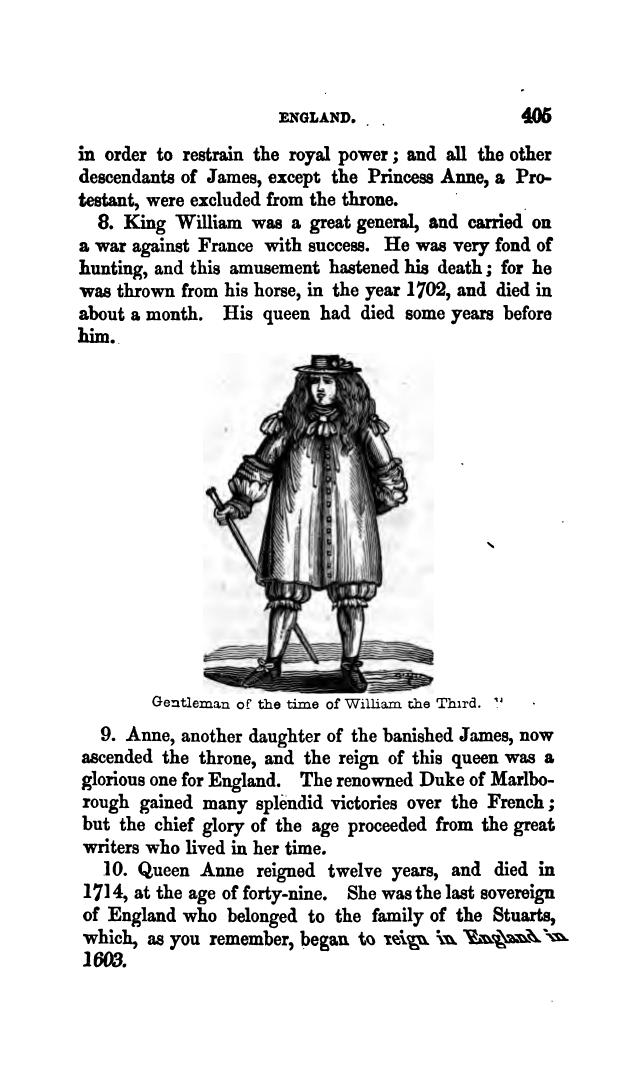 ENGLAND. 405
in order to restrain the royal power; and all the other
descendants of James, except the Princess Anne, a Pro-
testant, were excluded from the throne.
8. King William was a great general, and carried on
a war against France with success. He was very fond of
hunting, and this amusement hastened his death; for he
was thrown from his horse, in the year 1702, and died in
about a month. His queen had died some years before
him.
Gentleman of the time of William the Third.
9. Anne, another daughter of the banished James, now
ascended the throne, and the reign of this queen was a
glorious one for England. The renowned Duke of Marlbo-
rough gained many splendid victories over the French;
but the chief glory of the age proceeded from the great
writers who lived in her time.
10. Queen Anne reigned twelve years, and died in
1714, at the age of forty-nine. She was the last sovereign
of England who belonged to the family of the Stuarts,
which, as you remember, began to reign in England in
1603.